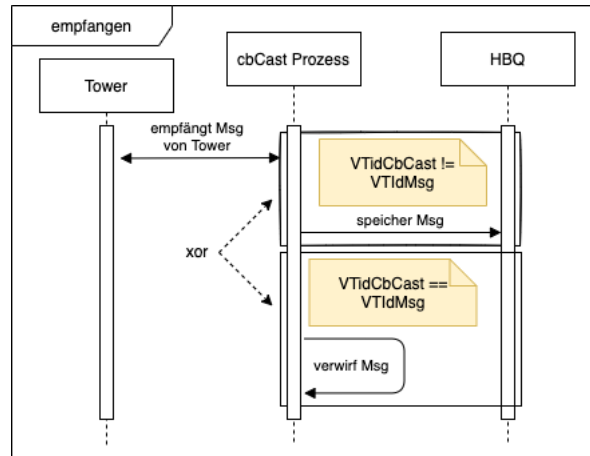 empfangen
Tower
cbCast Prozess
HBQ
empfängt Msg
von Tower
VTidCbCast !=
VTIdMsg
speicher Msg
xor
VTidCbCast ==
VTIdMsg
verwirf Msg